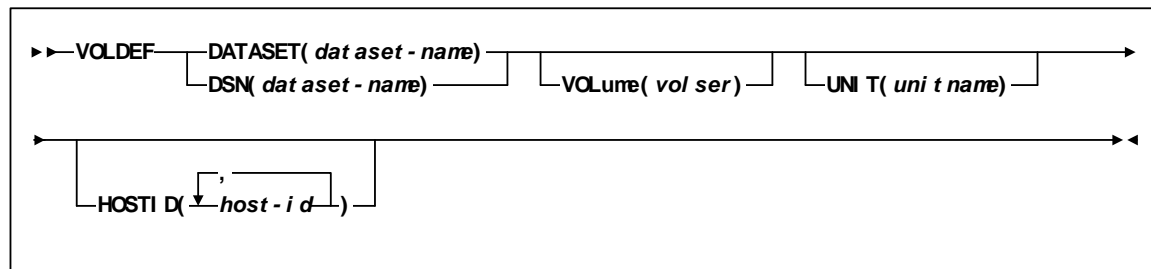 VOLDEF DATASET(dataset-name)
DSN(dataset-name) VOLume(volser) UNIT(unitname)
,
HOSTID(host-id)